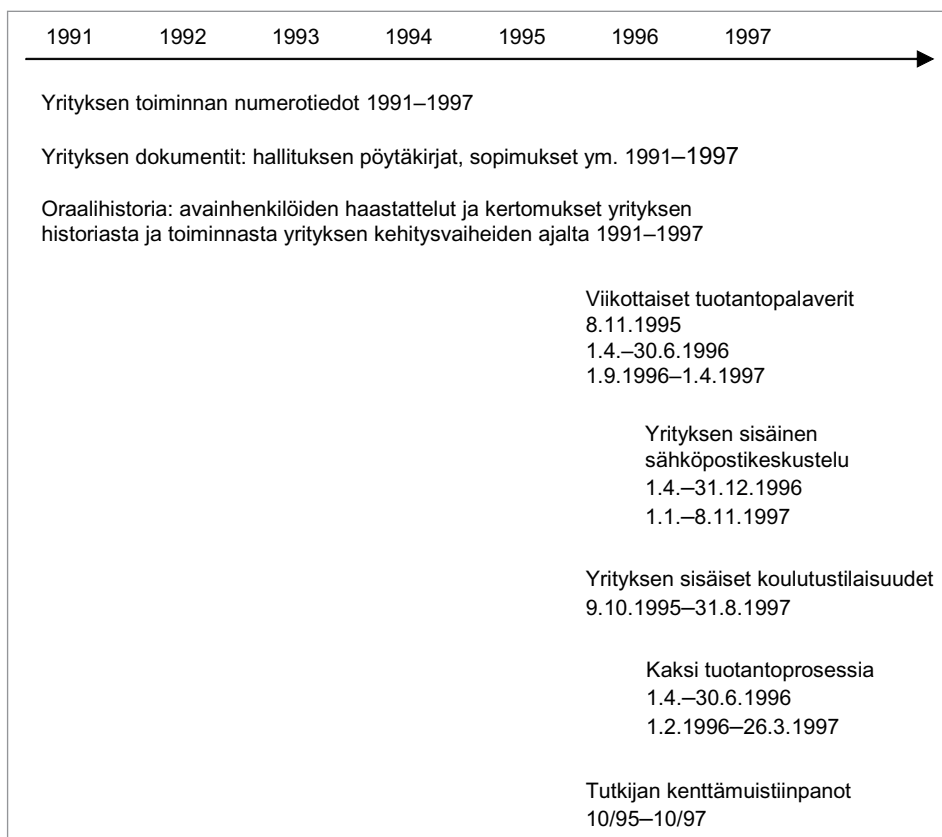 1991 1992 1993 1994 1995 1996 1997
Yrityksen toiminnan numerotiedot 1991–1997
Yrityksen dokumentit: hallituksen pöytäkirjat, sopimukset ym. 1991–1997
Oraalihistoria: avainhenkilöiden haastattelut ja kertomukset yrityksen
historiasta ja toiminnasta yrityksen kehitysvaiheiden ajalta 1991–1997
Viikottaiset tuotantopalaverit
8.11.1995
1.4.–30.6.1996
1.9.1996–1.4.1997
Yrityksen sisäinen
sähköpostikeskustelu
1.4.–31.12.1996
1.1.–8.11.1997
Yrityksen sisäiset koulutustilaisuudet
9.10.1995–31.8.1997
Kaksi tuotantoprosessia
1.4.–30.6.1996
1.2.1996–26.3.1997
Tutkijan kenttämuistiinpanot
10/95–10/97